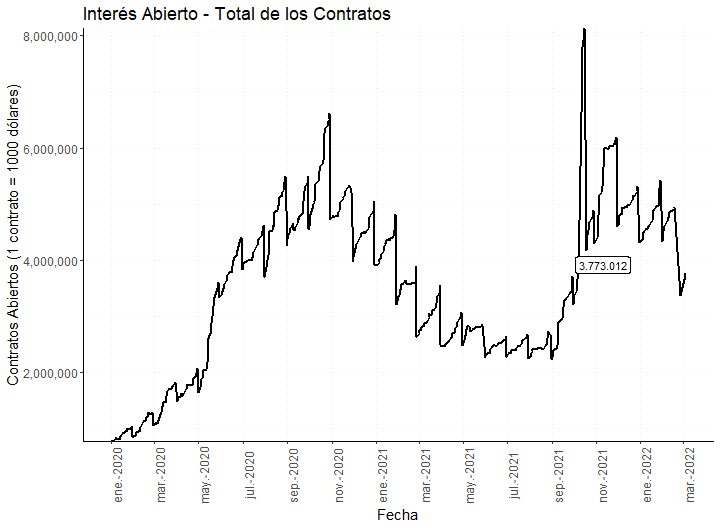 Interés Abierto - Total de los Contratos
Contratos Abiertos (1 contrato = 1000 dólares)
8,000,000
6,000,000
4,000,000
2,000,000
3.773.012
ene.-2020
mar.-2020
may.-2020
jul.-2020
sep.-2020
nov.-2020
ene.-2021
mar.-2021
may.-2021
jul.-2021
sep.-2021
nov.-2021
ene.-2022
mar.-2022
Fecha